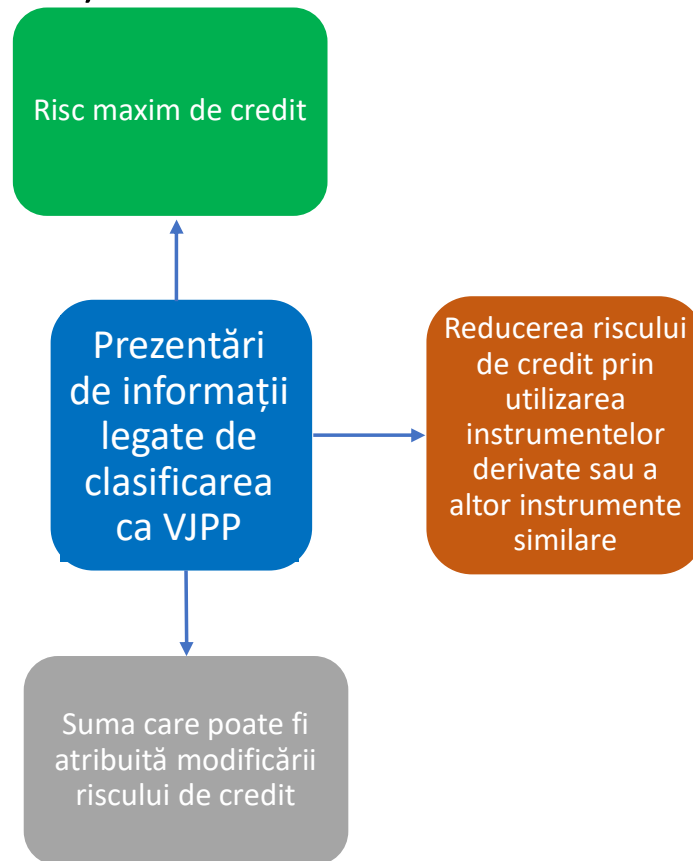 Risc maxim de credit
Prezentări
de informații
legate de
clasificarea
ca VJPP
Reducerea riscului
de credit prin
utilizarea
instrumentelor
derivate sau a
altor instrumente
similare
Suma care poate fi
atribuită modificării
riscului de credit